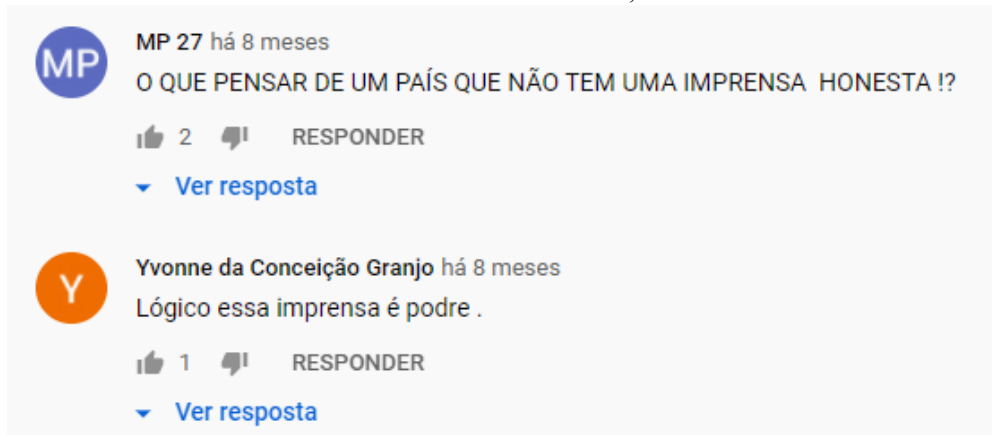 MP
MP 27 há 8 meses
O QUE PENSAR DE UM PAÍS QUE NÃO TEM UMA IMPRENSA  HONESTA !?
2 RESPONDER
Ver resposta
Y
Yvonne da Conceição Granjo há 8 meses
Lógico essa imprensa é podre .
1 RESPONDER
Ver resposta